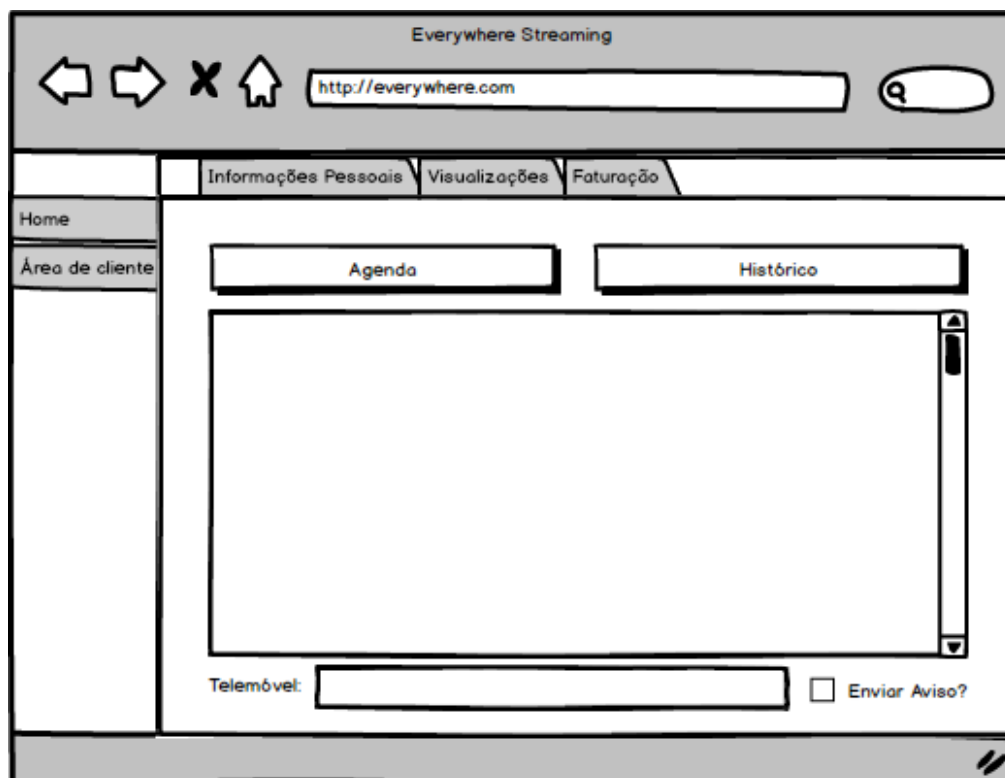 Everywhere Streaming
http://everywhere.com
Informações Pessoais Visualizações Faturação
Home
Área de cliente
Agenda Histórico
Telemóvel: Enviar Aviso?